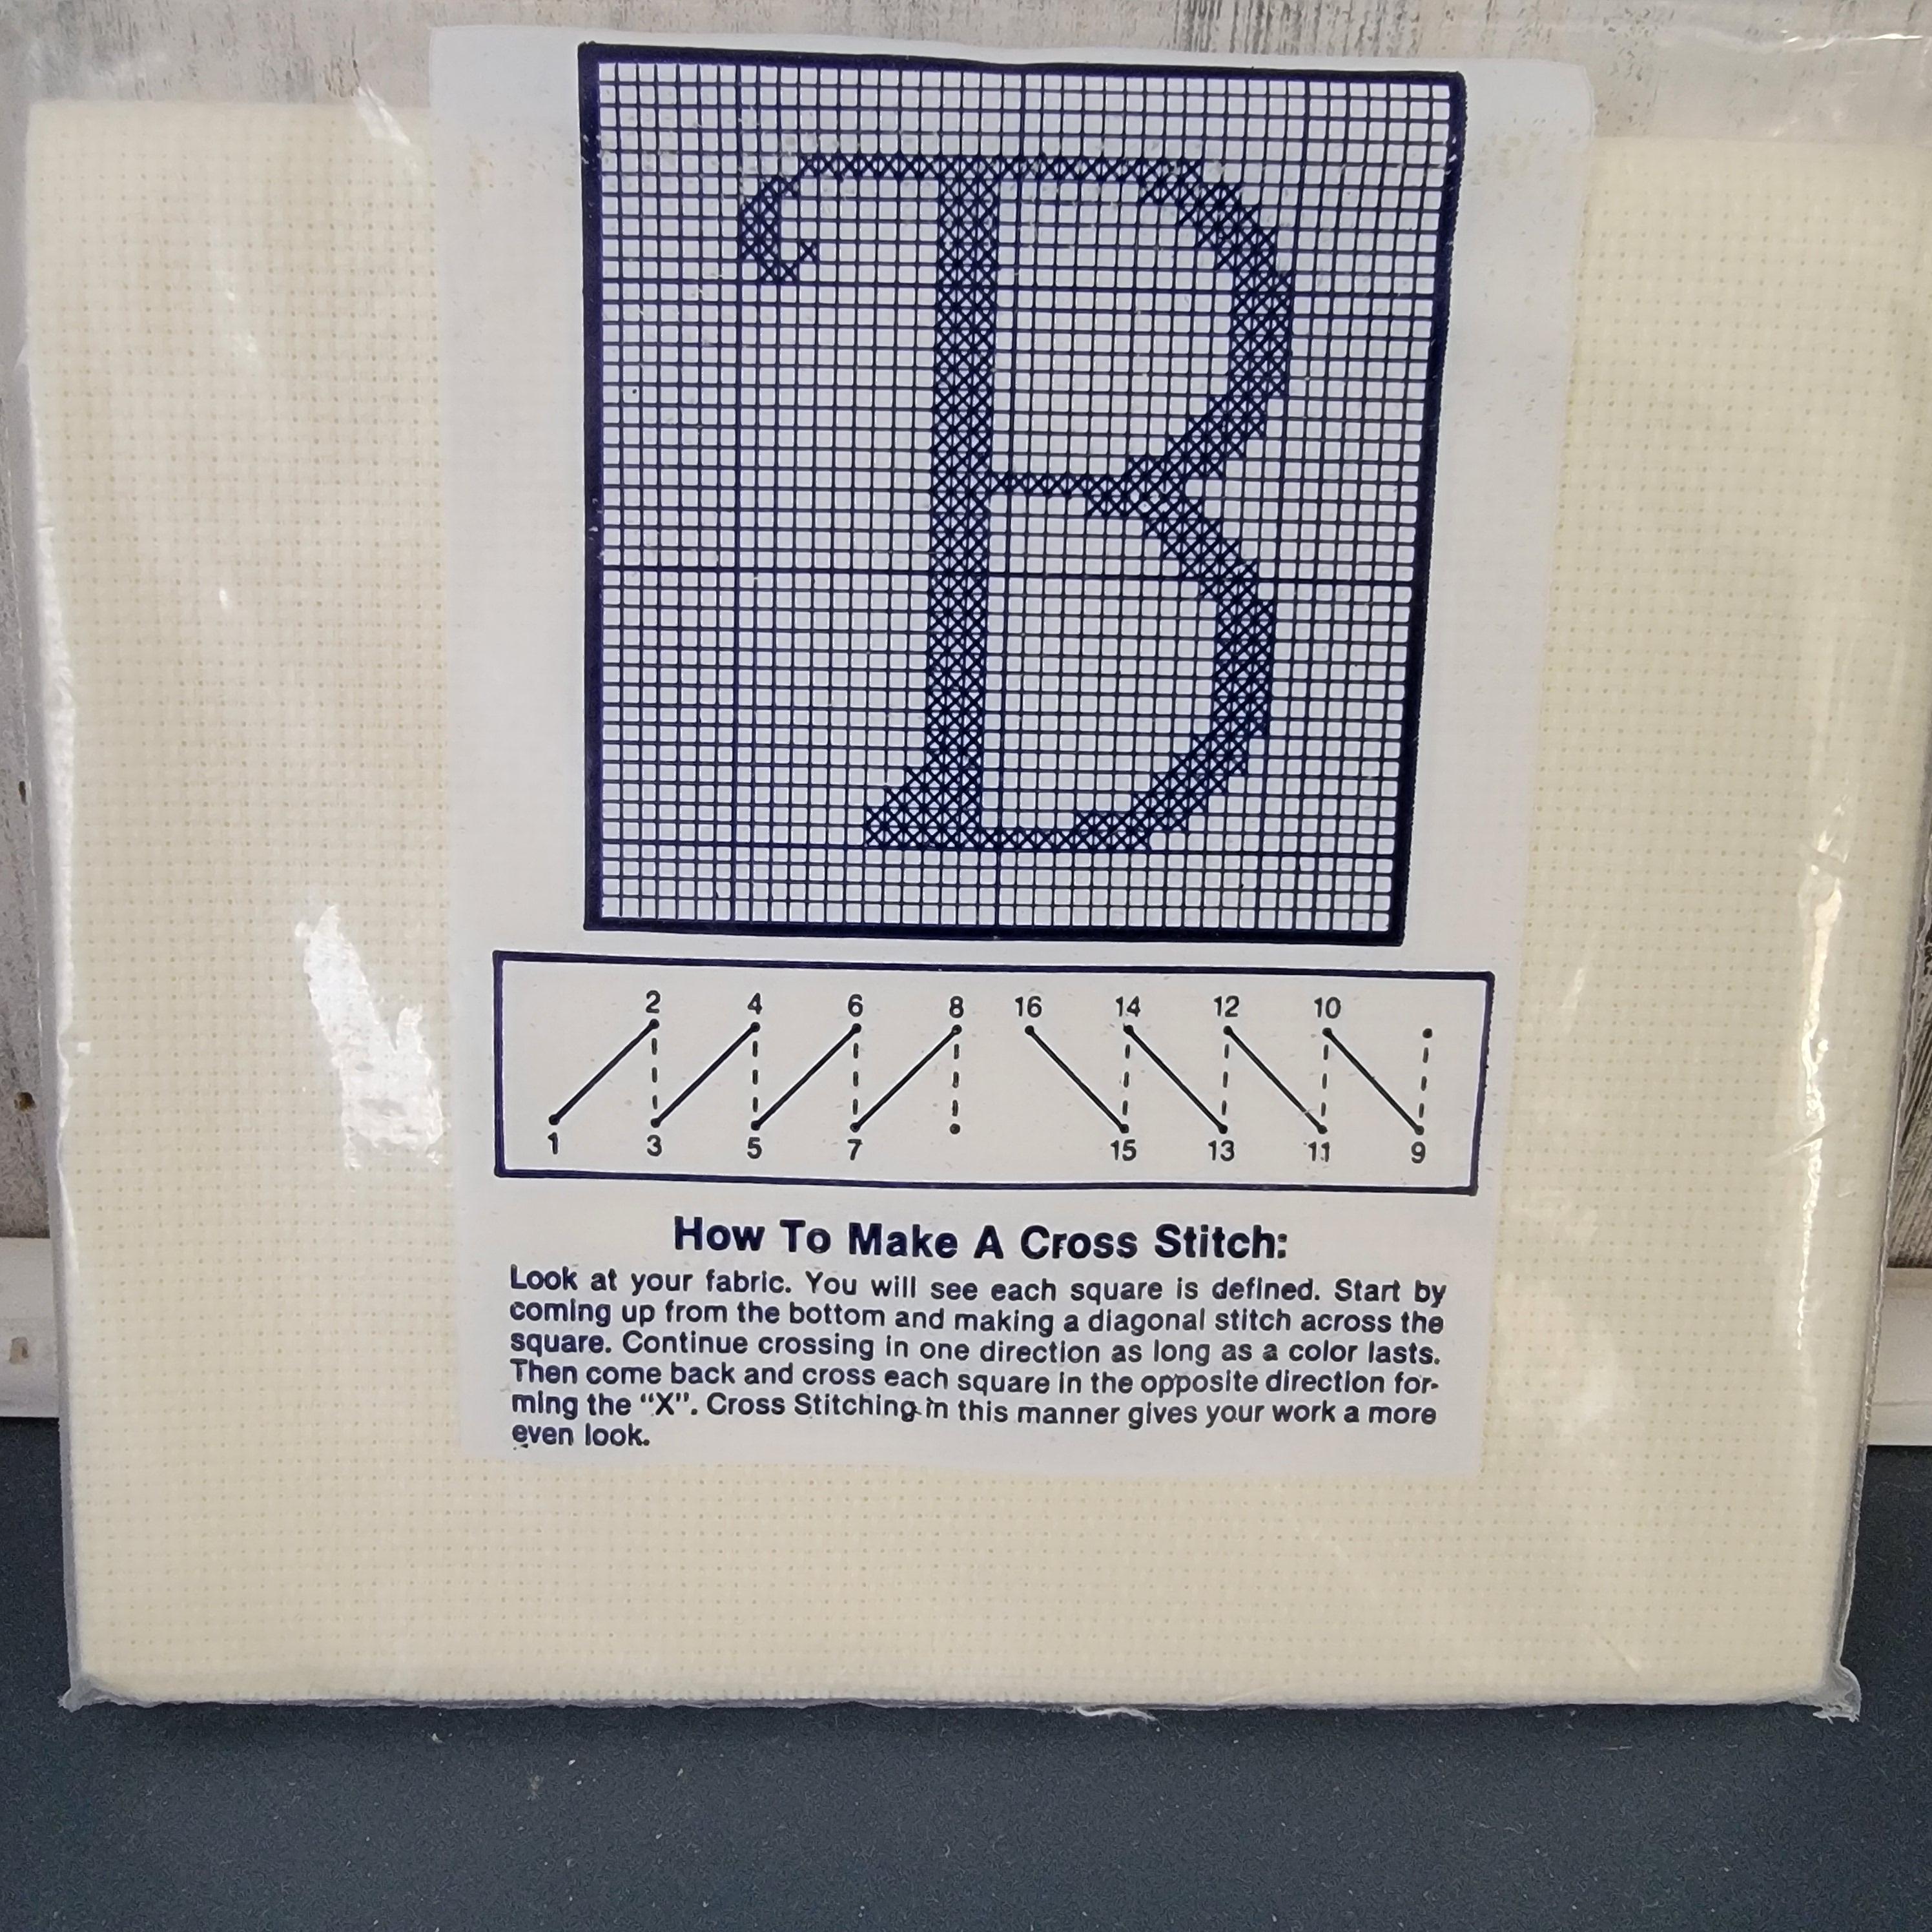 B
2 4 6 8 16 14 12 10
1 3 5 7 15 13 11 9
How To Make A Cross Stitch:
Look at your fabric. You will see each square is defined. Start by
coming up from the bottom and making a diagonal stitch across the
square. Continue crossing in one direction as long as a color lasts.
Then come back and cross each square in the opposite direction for-
ming the “X”. Cross Stitching in this manner gives your work a more
even look.